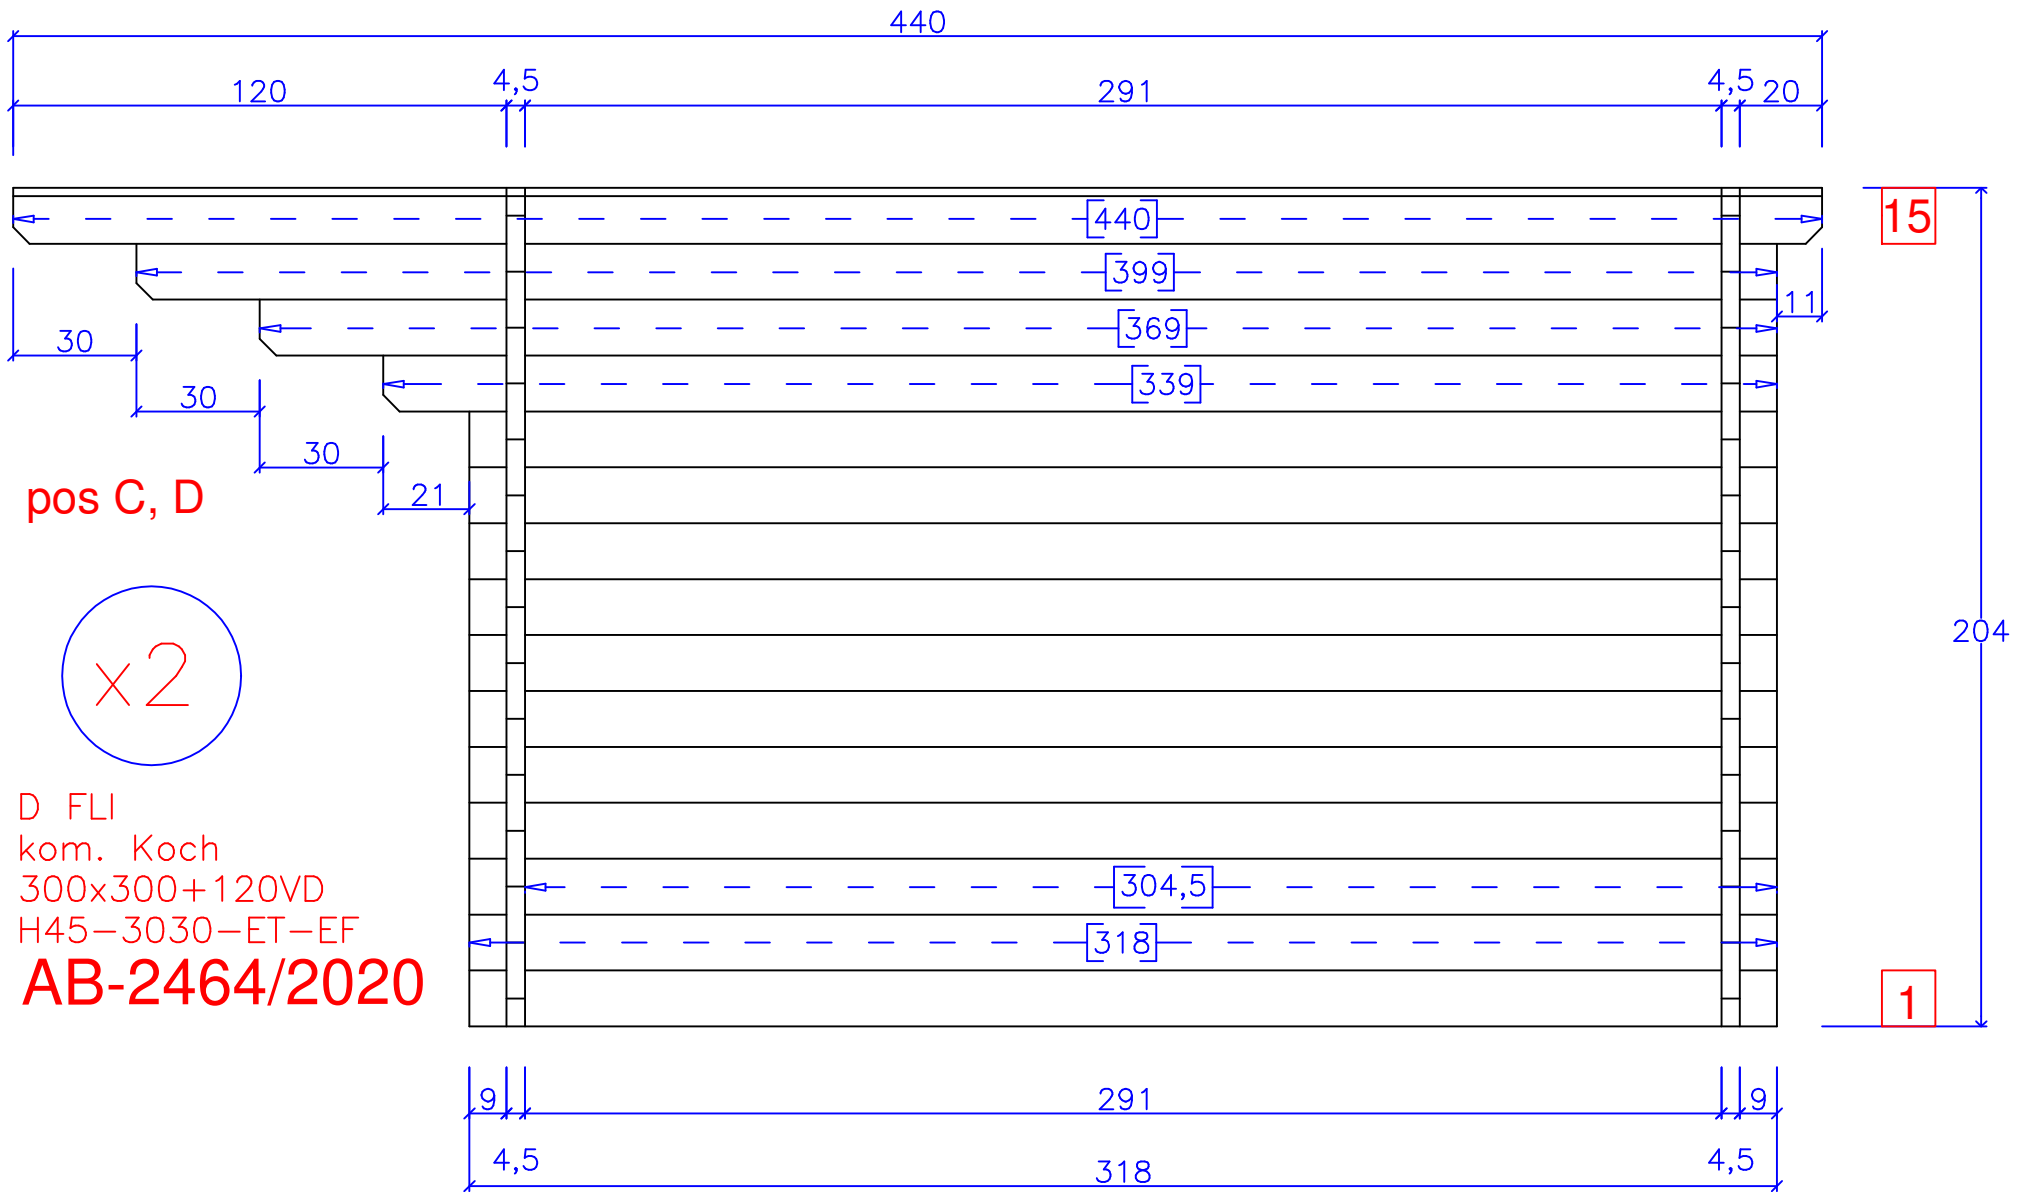 440
120 4,5 291 4,5 20
[440] 15
[399]
11
[369]
30
[339]
30
30
21
pos C, D
204
x2
D FLI
kom. Koch
300x300+120VD
H45-3030-ET-EF
AB-2464/2020
[304,5]
[318]
1
9 291 9
4,5 318 4,5